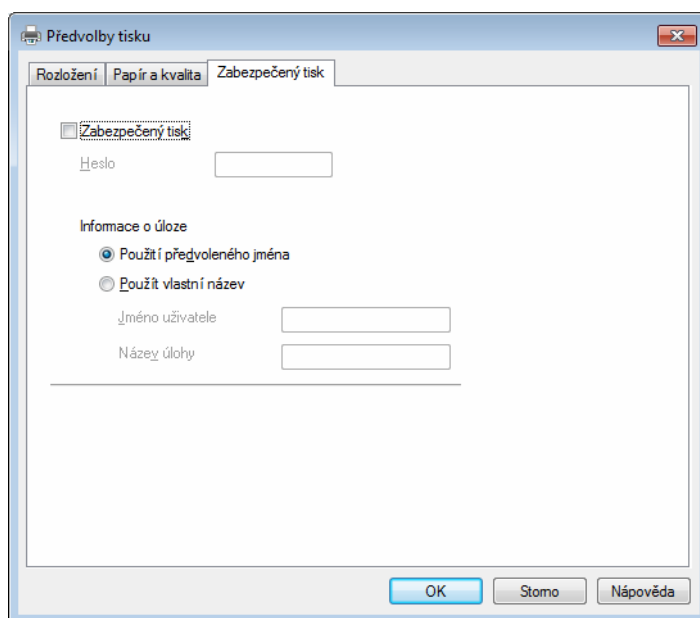 Předvolby tisku
Rozložení Papír a kvalita Zabezpečený tisk
Zabezpečený tisk
Heslo
Informace o úloze
Použití předvoleného jména
Použít vlastní název
Jméno uživatele
Název úlohy
OK Storno Nápověda